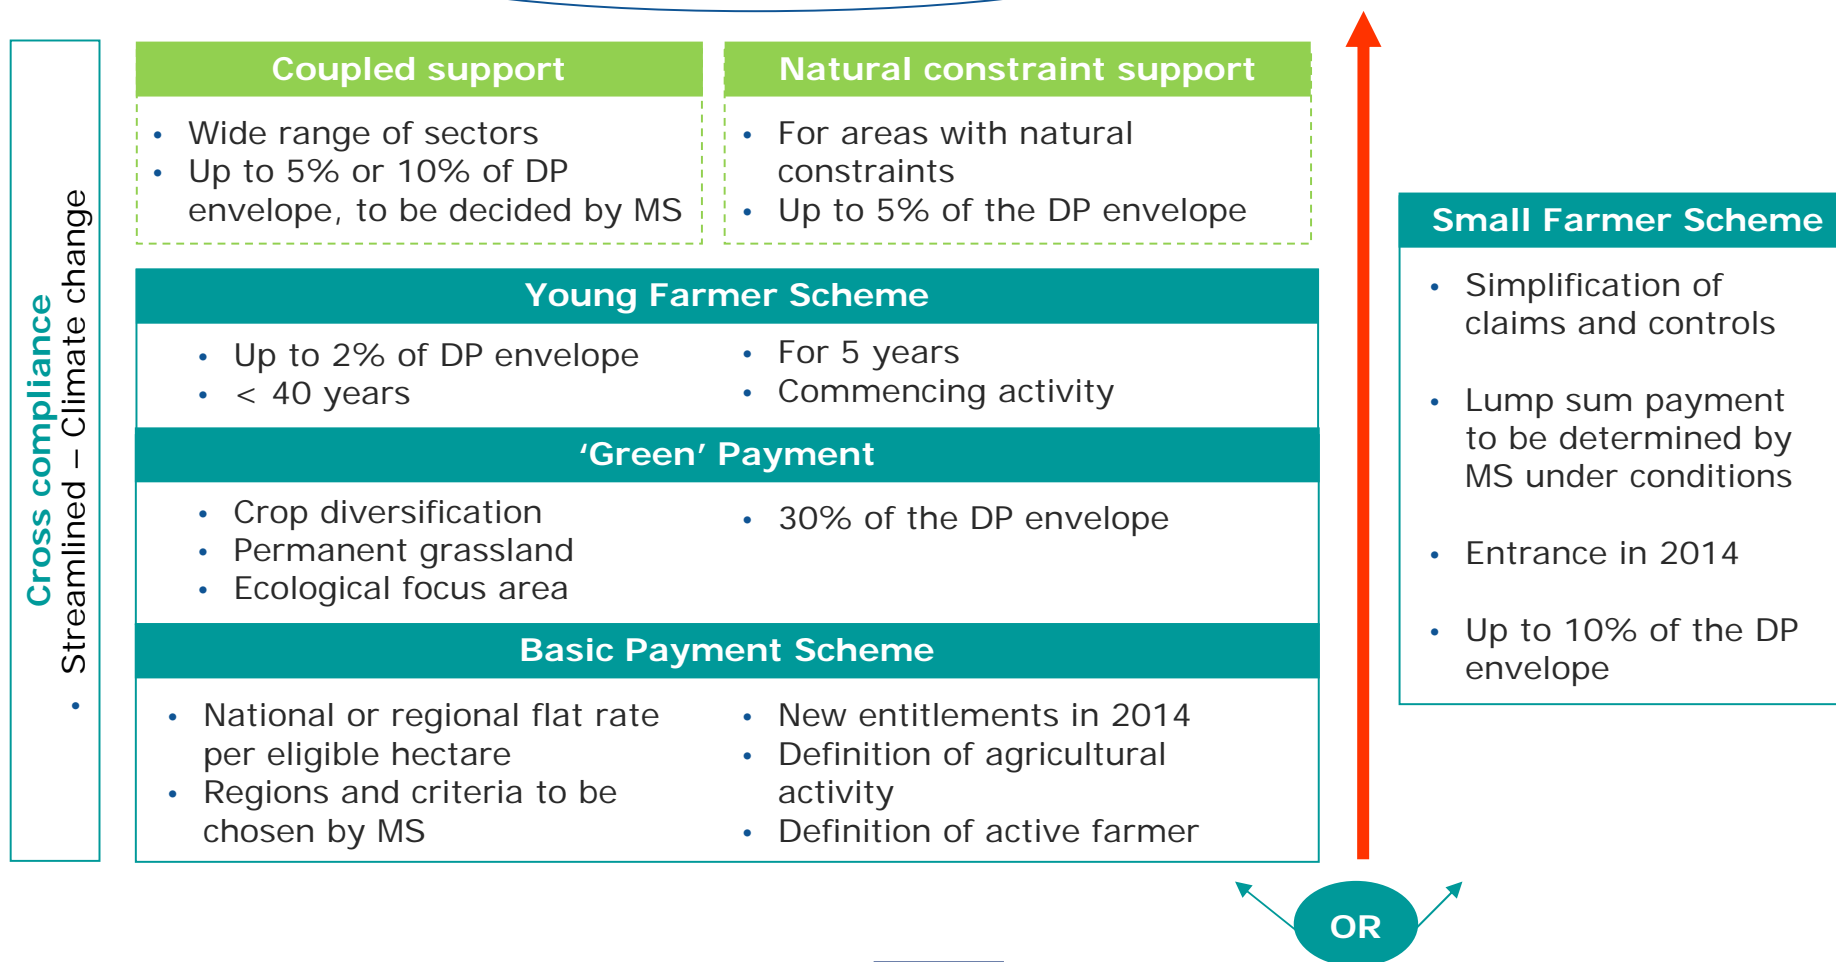 Cross compliance
• Streamlined – Climate change
Coupled support
• Wide range of sectors
• Up to 5% or 10% of DP
envelope, to be decided by MS
Natural constraint support
• For areas with natural
constraints
• Up to 5% of the DP envelope
Young Farmer Scheme
• Up to 2% of DP envelope
• < 40 years
• For 5 years
• Commencing activity
‘Green’ Payment
• Crop diversification
• Permanent grassland
• Ecological focus area
• 30% of the DP envelope
Basic Payment Scheme
• National or regional flat rate
per eligible hectare
• Regions and criteria to be
chosen by MS
• New entitlements in 2014
• Definition of agricultural
activity
• Definition of active farmer
Small Farmer Scheme
• Simplification of
claims and controls
• Lump sum payment
to be determined by
MS under conditions
• Entrance in 2014
• Up to 10% of the DP
envelope
OR